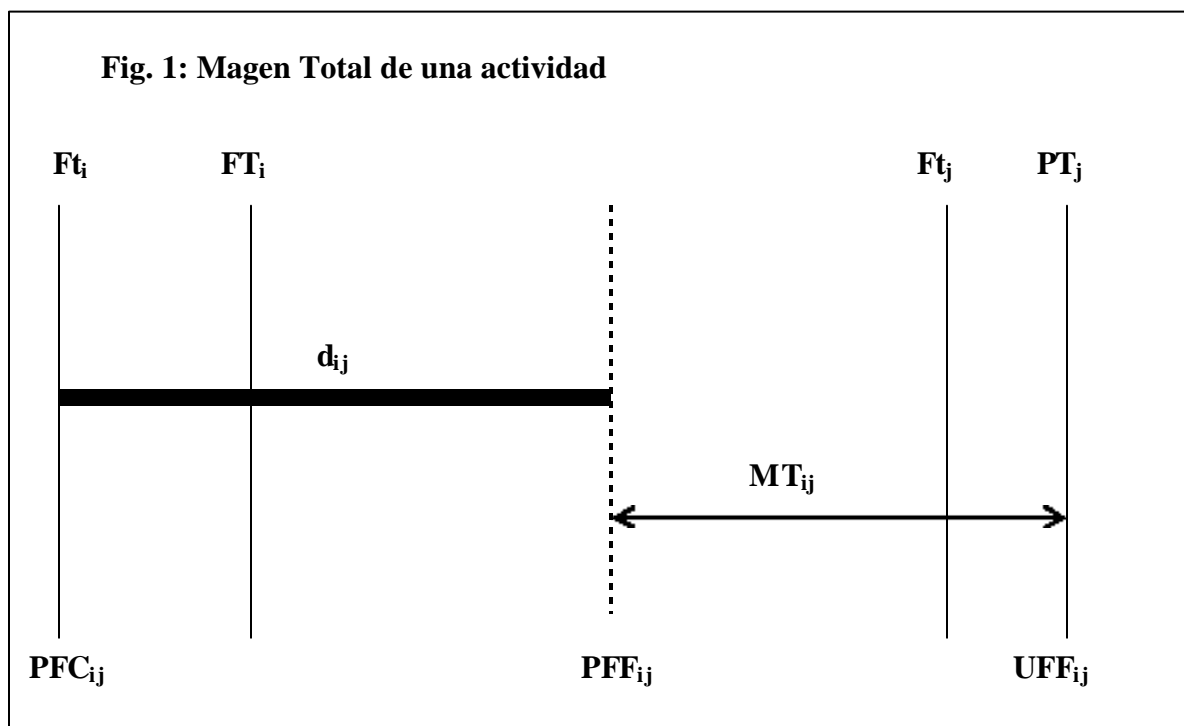 Fig. 1: Magen Total de una actividad
Ftᵢ FTᵢ Ftⱼ PTⱼ
dᵢⱼ
MTᵢⱼ
PFCᵢⱼ PFFᵢⱼ UFFᵢⱼ